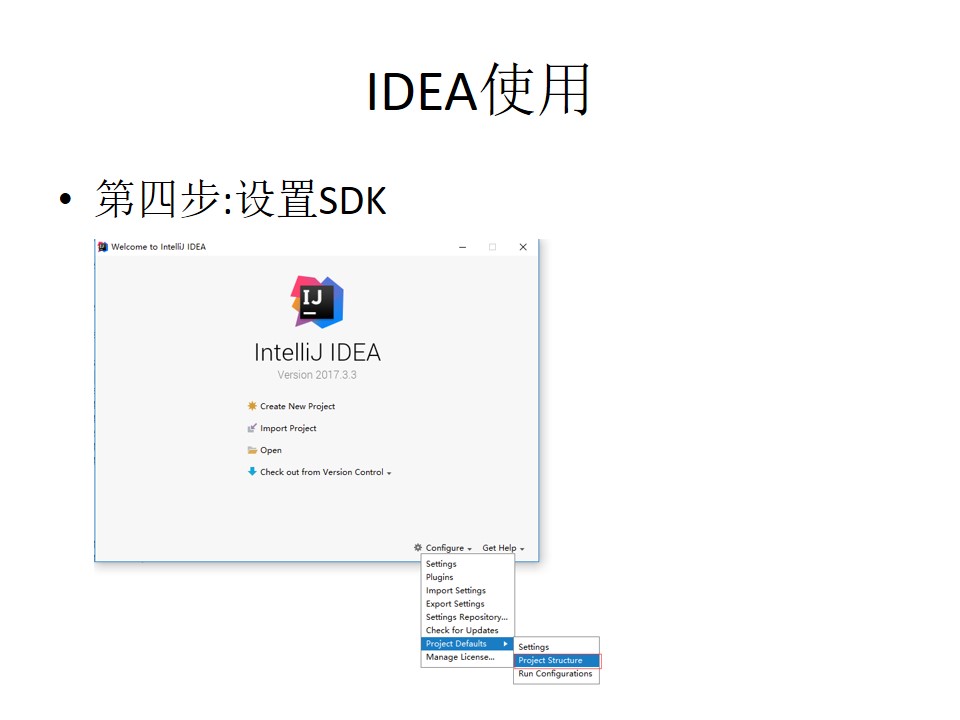 IDEA使用
• 第四步:设置SDK
Welcome to IntelliJ IDEA
IJ
IntelliJ IDEA
Version 2017.3.3
Create New Project
Import Project
Open
Check out from Version Control
Configure
Get Help
Settings
Plugins
Import Settings
Export Settings
Settings Repository...
Check for Updates
Project Defaults
Manage License...
Settings
Project Structure
Run Configurations